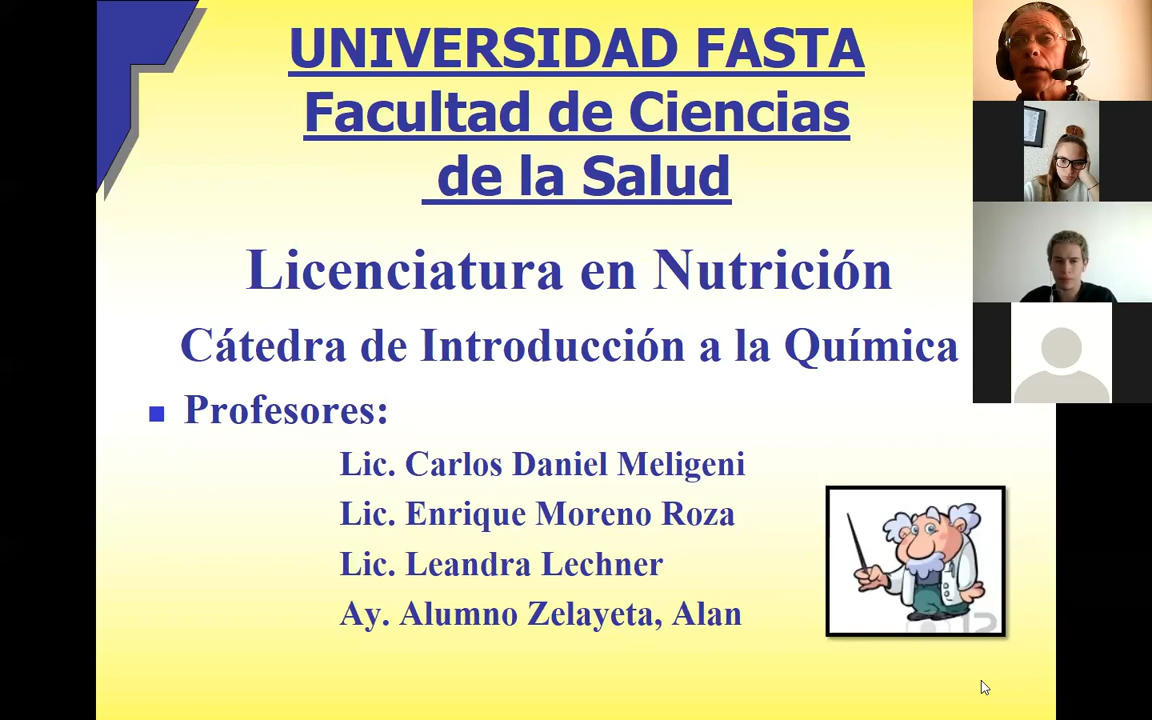 UNIVERSIDAD FASTA
Facultad de Ciencias
de la Salud
Licenciatura en Nutrición
Cátedra de Introducción a la Química
Profesores:
Lic. Carlos Daniel Meligeni
Lic. Enrique Moreno Roza
Lic. Leandra Lechner
Ay. Alumno Zelayeta, Alan